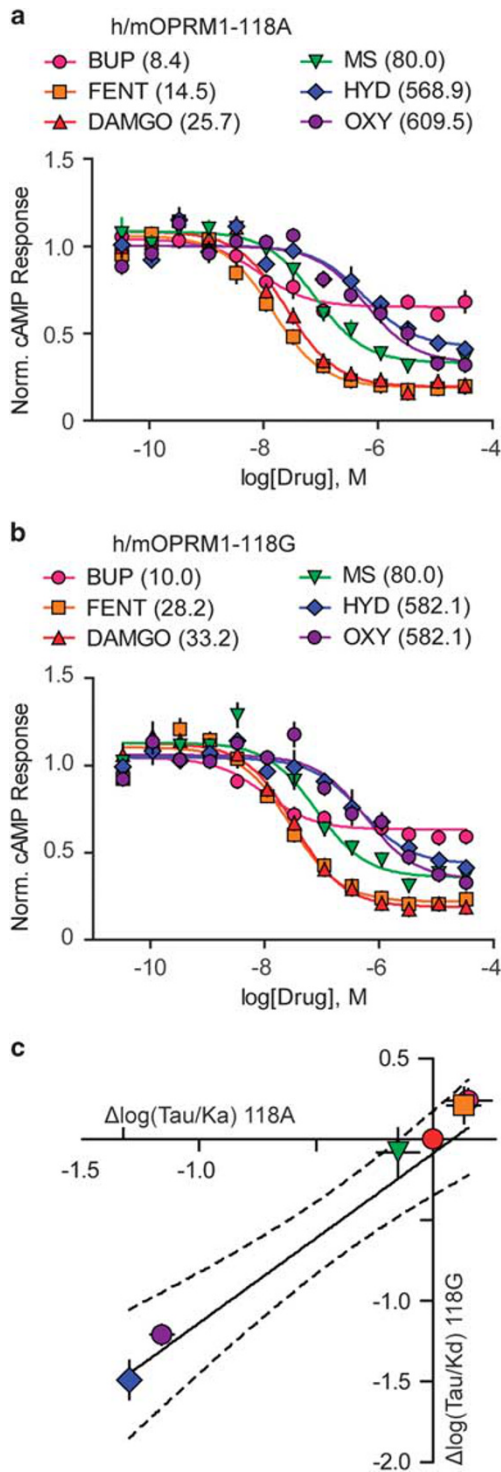 a
h/mOPRM1-118A
BUP (8.4)
MS (80.0)
FENT (14.5)
HYD (568.9)
DAMGO (25.7)
OXY (609.5)
Norm. cAMP Response
1.5
1.0
0.5
0
-10
-8
-6
-4
log[Drug], M
b
h/mOPRM1-118G
BUP (10.0)
MS (80.0)
FENT (28.2)
HYD (582.1)
DAMGO (33.2)
OXY (582.1)
Norm. cAMP Response
1.5
1.0
0.5
0
-10
-8
-6
-4
log[Drug], M
c
0.5
Δlog(Tau/Ka) 118A
-1.5
-1.0
-1.0
-1.5
-2.0
Δlog(Tau/Kd) 118G